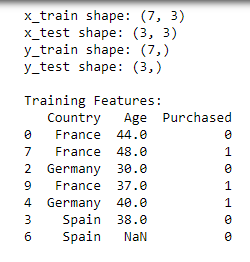 x_train shape: (7, 3)
x_test shape: (3, 3)
y_train shape: (7,)
y_test shape: (3,)

Training Features:
   Country   Age  Purchased
0   France  44.0          0
7   France  48.0          1
2  Germany  30.0          0
9   France  37.0          1
4  Germany  40.0          1
3    Spain  38.0          0
6    Spain   NaN          0